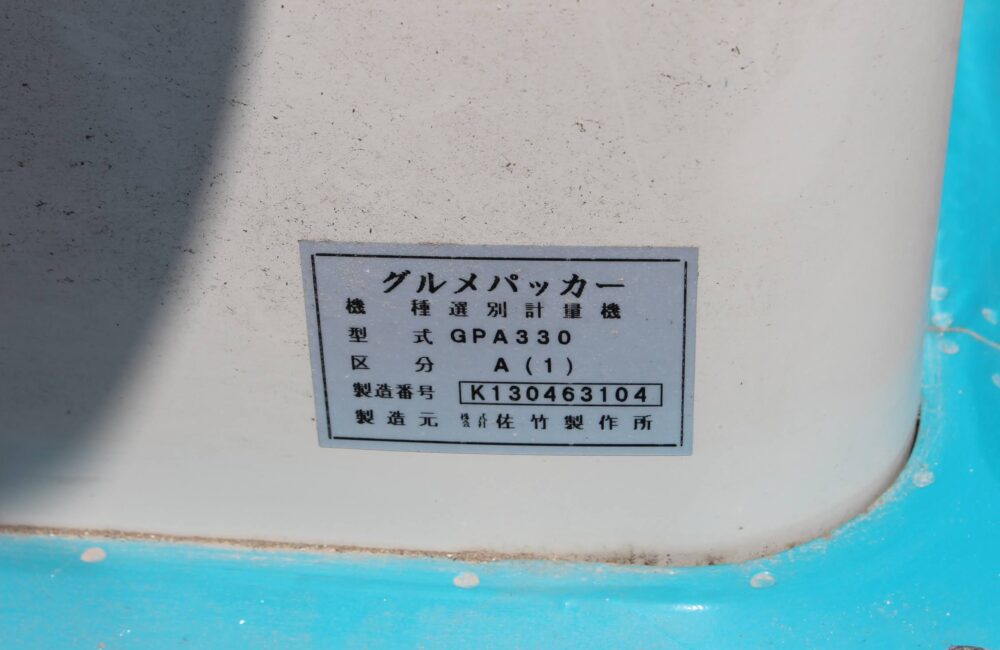 グルメパッカー
機種 選別計量機
型式 GPA330
区分 A(1)
製造番号 K130463104
製造元 株式会社 佐竹製作所